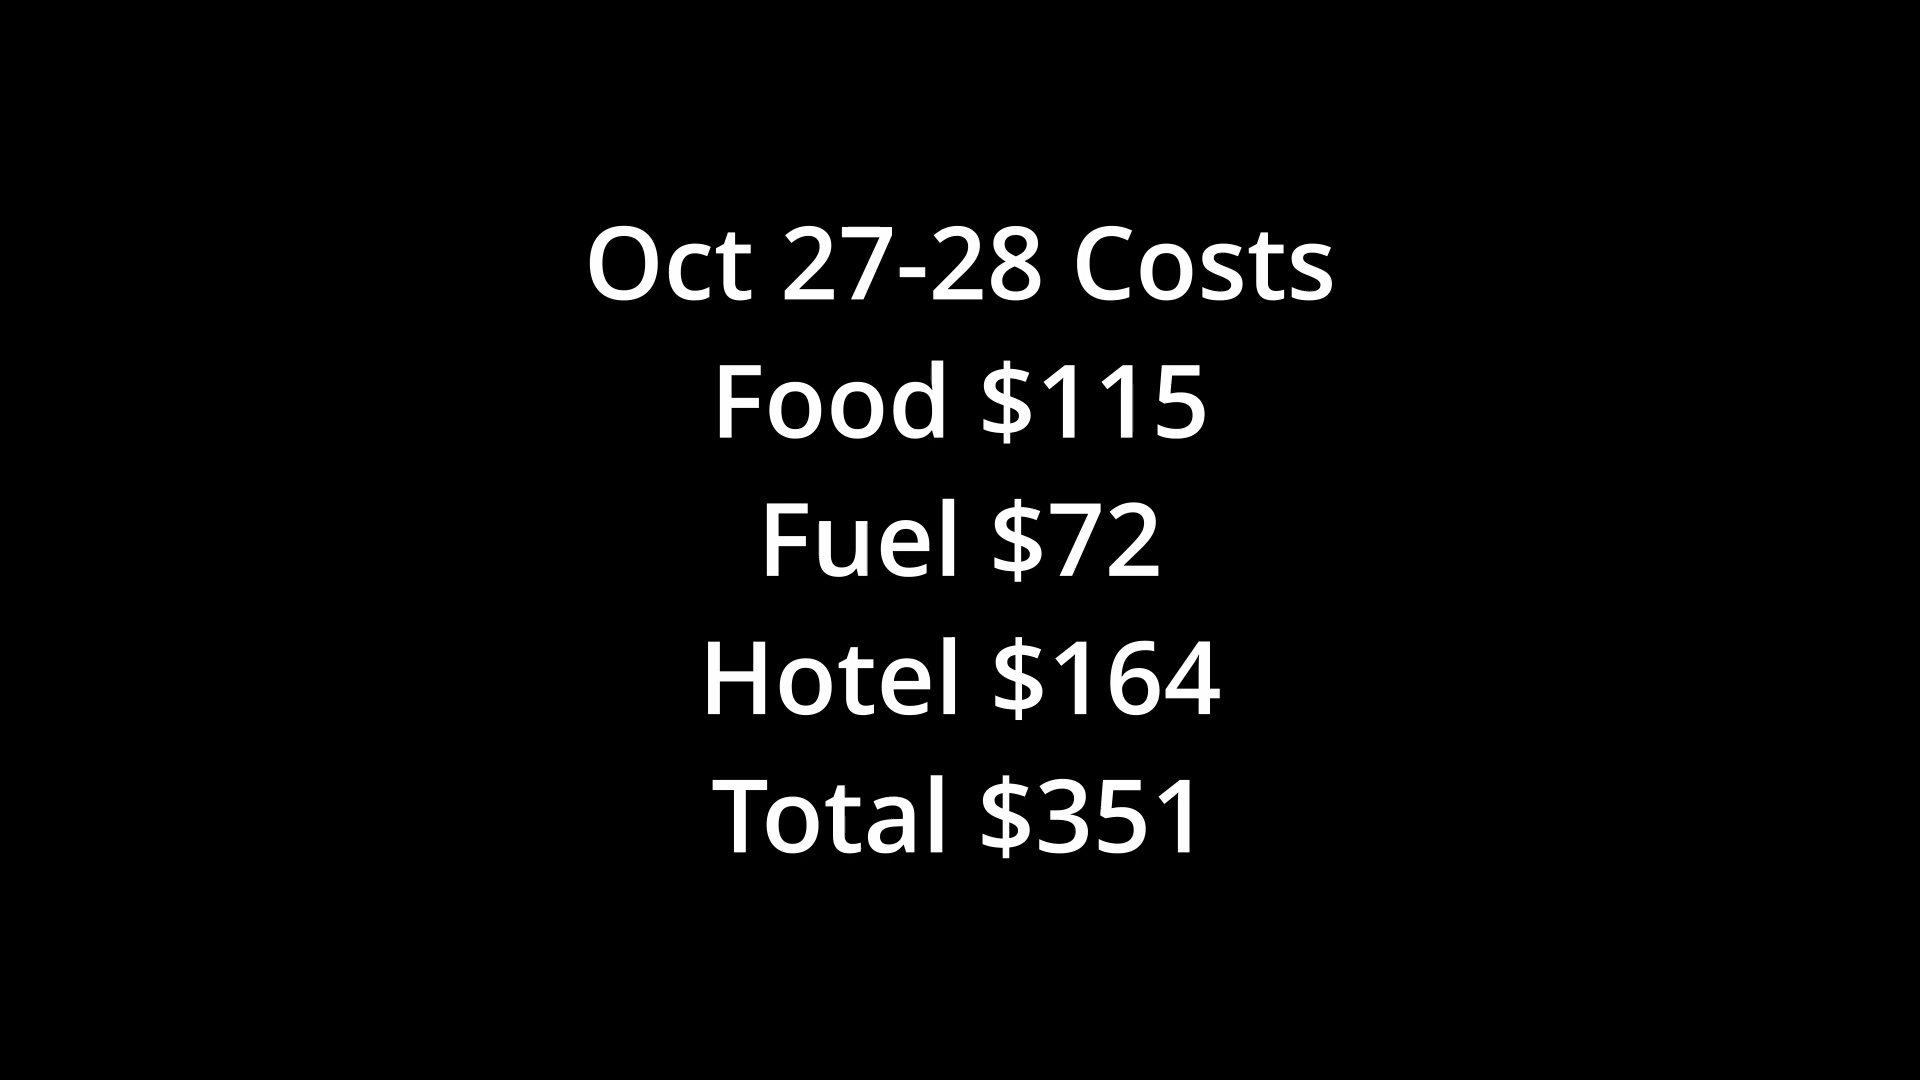 Oct 27-28 Costs
Food $115
Fuel $72
Hotel $164
Total $351